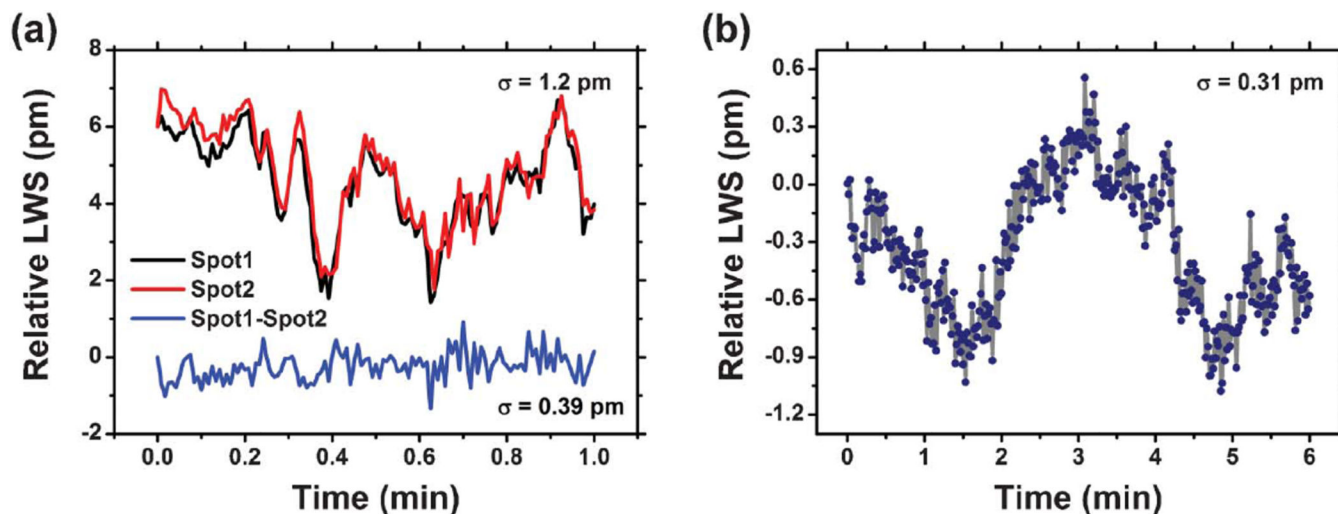 (a)
Relative LWS (pm)
8
6
4
2
0
-2
σ = 1.2 pm
Spot1
Spot2
Spot1-Spot2
σ = 0.39 pm
0.0 0.2 0.4 0.6 0.8 1.0
Time (min)
(b)
Relative LWS (pm)
0.6
0.3
0.0
-0.3
-0.6
-0.9
-1.2
σ = 0.31 pm
0 1 2 3 4 5 6
Time (min)